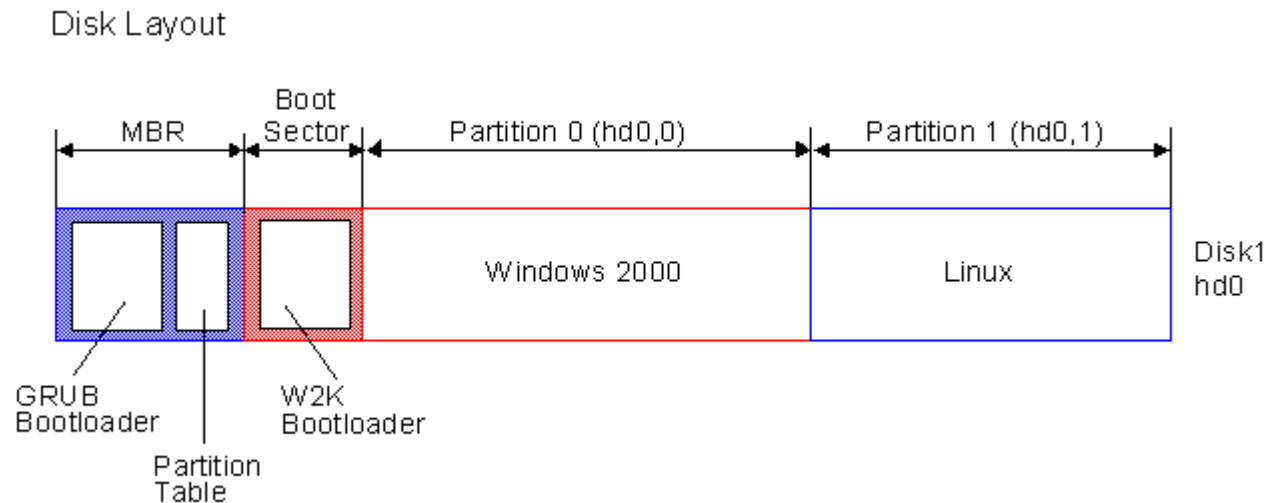 Disk Layout
Boot
MBR
Sector
Partition 0 (hd0,0)
Partition 1 (hd0,1)
Windows 2000
Linux
Disk1
hd0
GRUB
Bootloader
W2K
Bootloader
Partition
Table